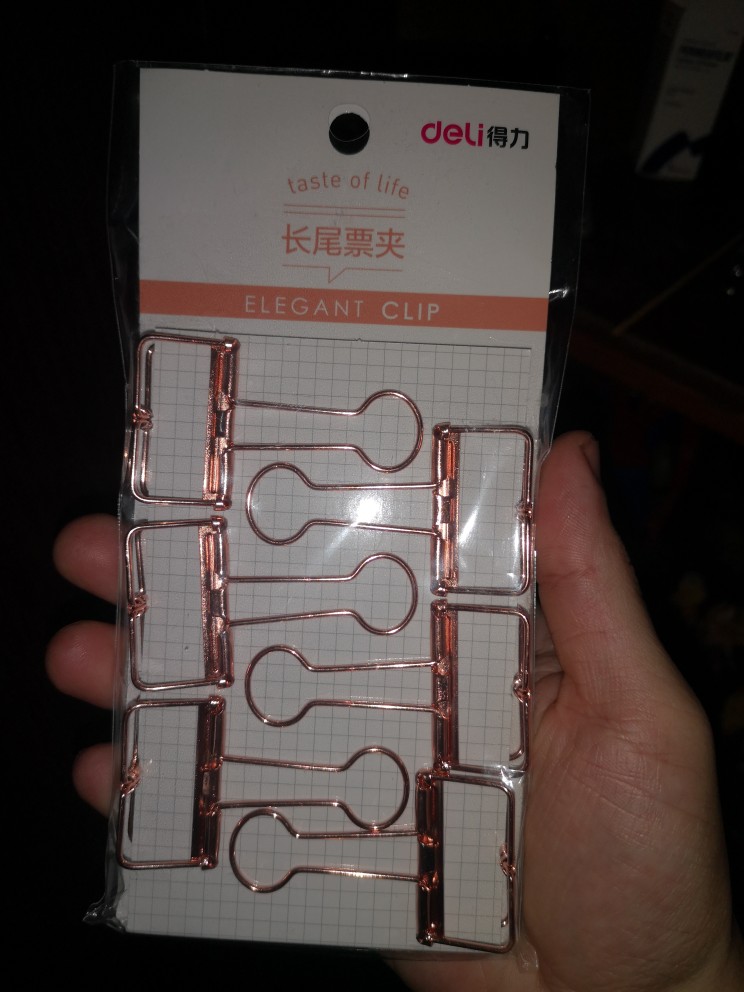 deli得力
taste of life
长尾票夹
ELEGANT CLIP